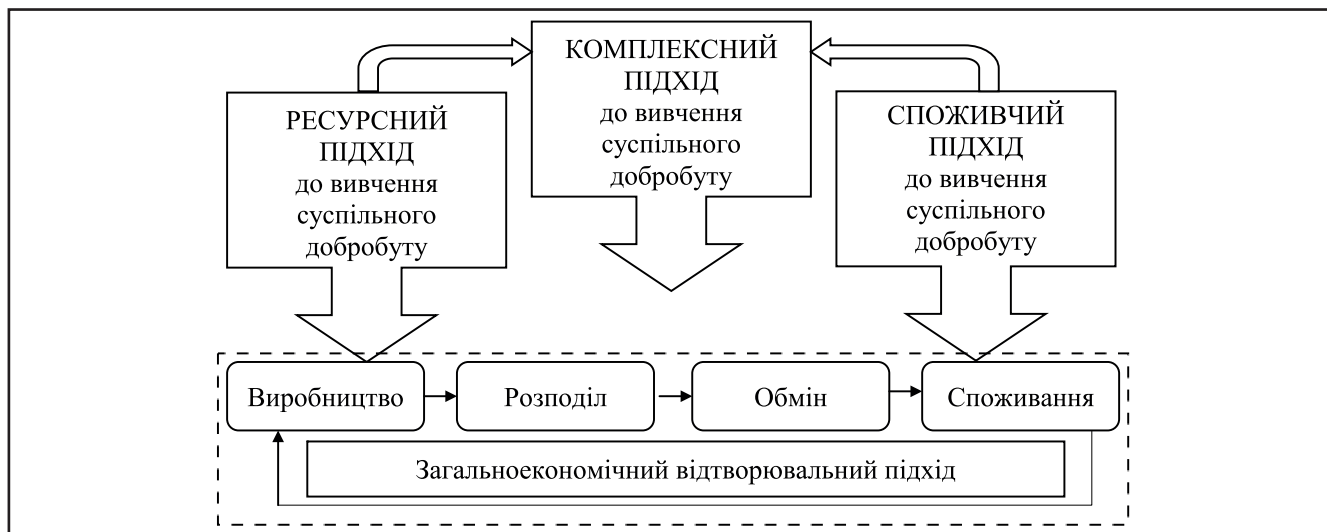 КОМПЛЕКСНИЙ
ПІДХІД
до вивчення
суспільного
добробуту
РЕСУРСНИЙ
ПІДХІД
до вивчення
суспільного
добробуту
СПОЖИВЧИЙ
ПІДХІД
до вивчення
суспільного
добробуту
Виробництво
Розподіл
Обмін
Споживання
Загальноекономічний відтворювальний підхід